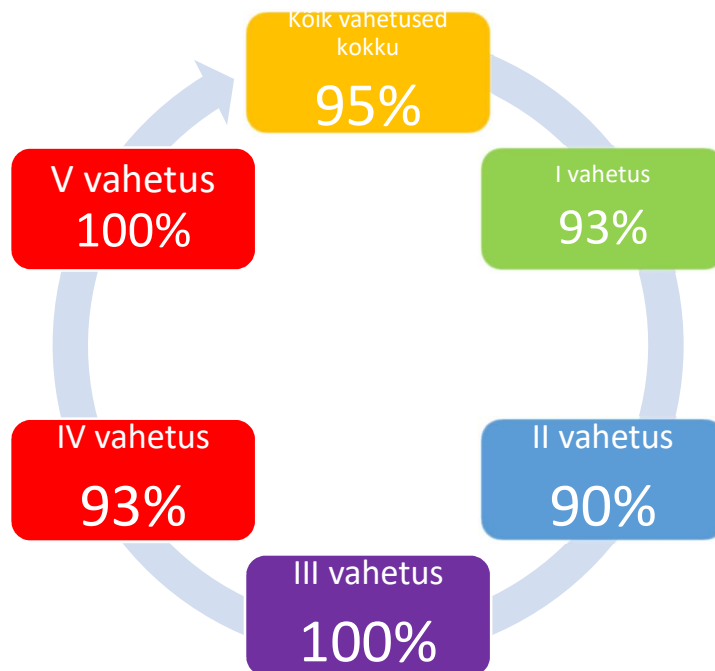 Kõik vahetused
kokku
95%
I vahetus
93%
II vahetus
90%
III vahetus
100%
IV vahetus
93%
V vahetus
100%